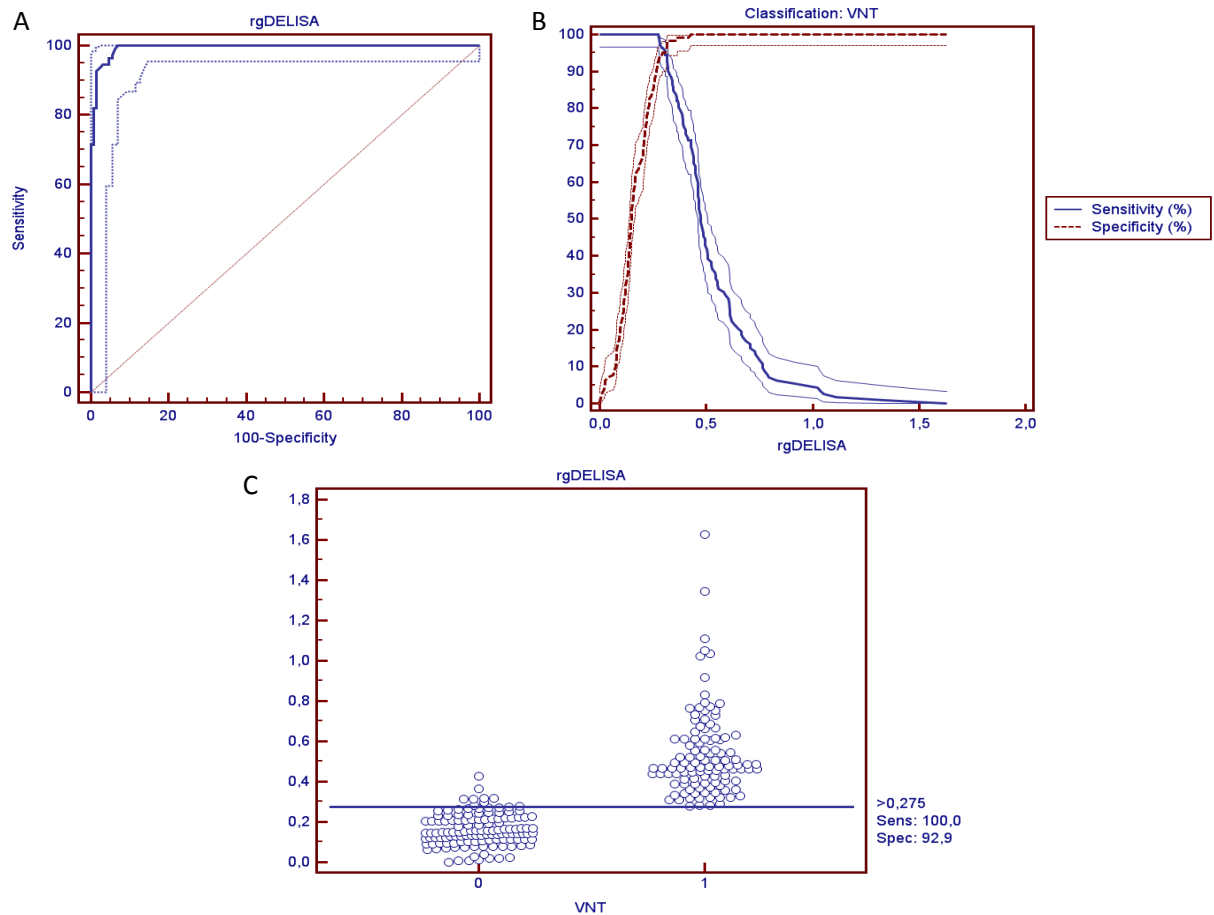 A
rgDELISA
100
80
60
40
20
0
Sensitivity
0 20 40 60 80 100
100-Specificity
B
Classification: VNT
100
90
80
70
60
50
40
30
20
10
0
0,0 0,5 1,0 1,5 2,0
rgDELISA
Sensitivity (%)
Specificity (%)
C
rgDELISA
1,8
1,6
1,4
1,2
1,0
0,8
0,6
0,4
0,2
0,0
>0,275
Sens: 100,0
Spec: 92,9
0 1
VNT